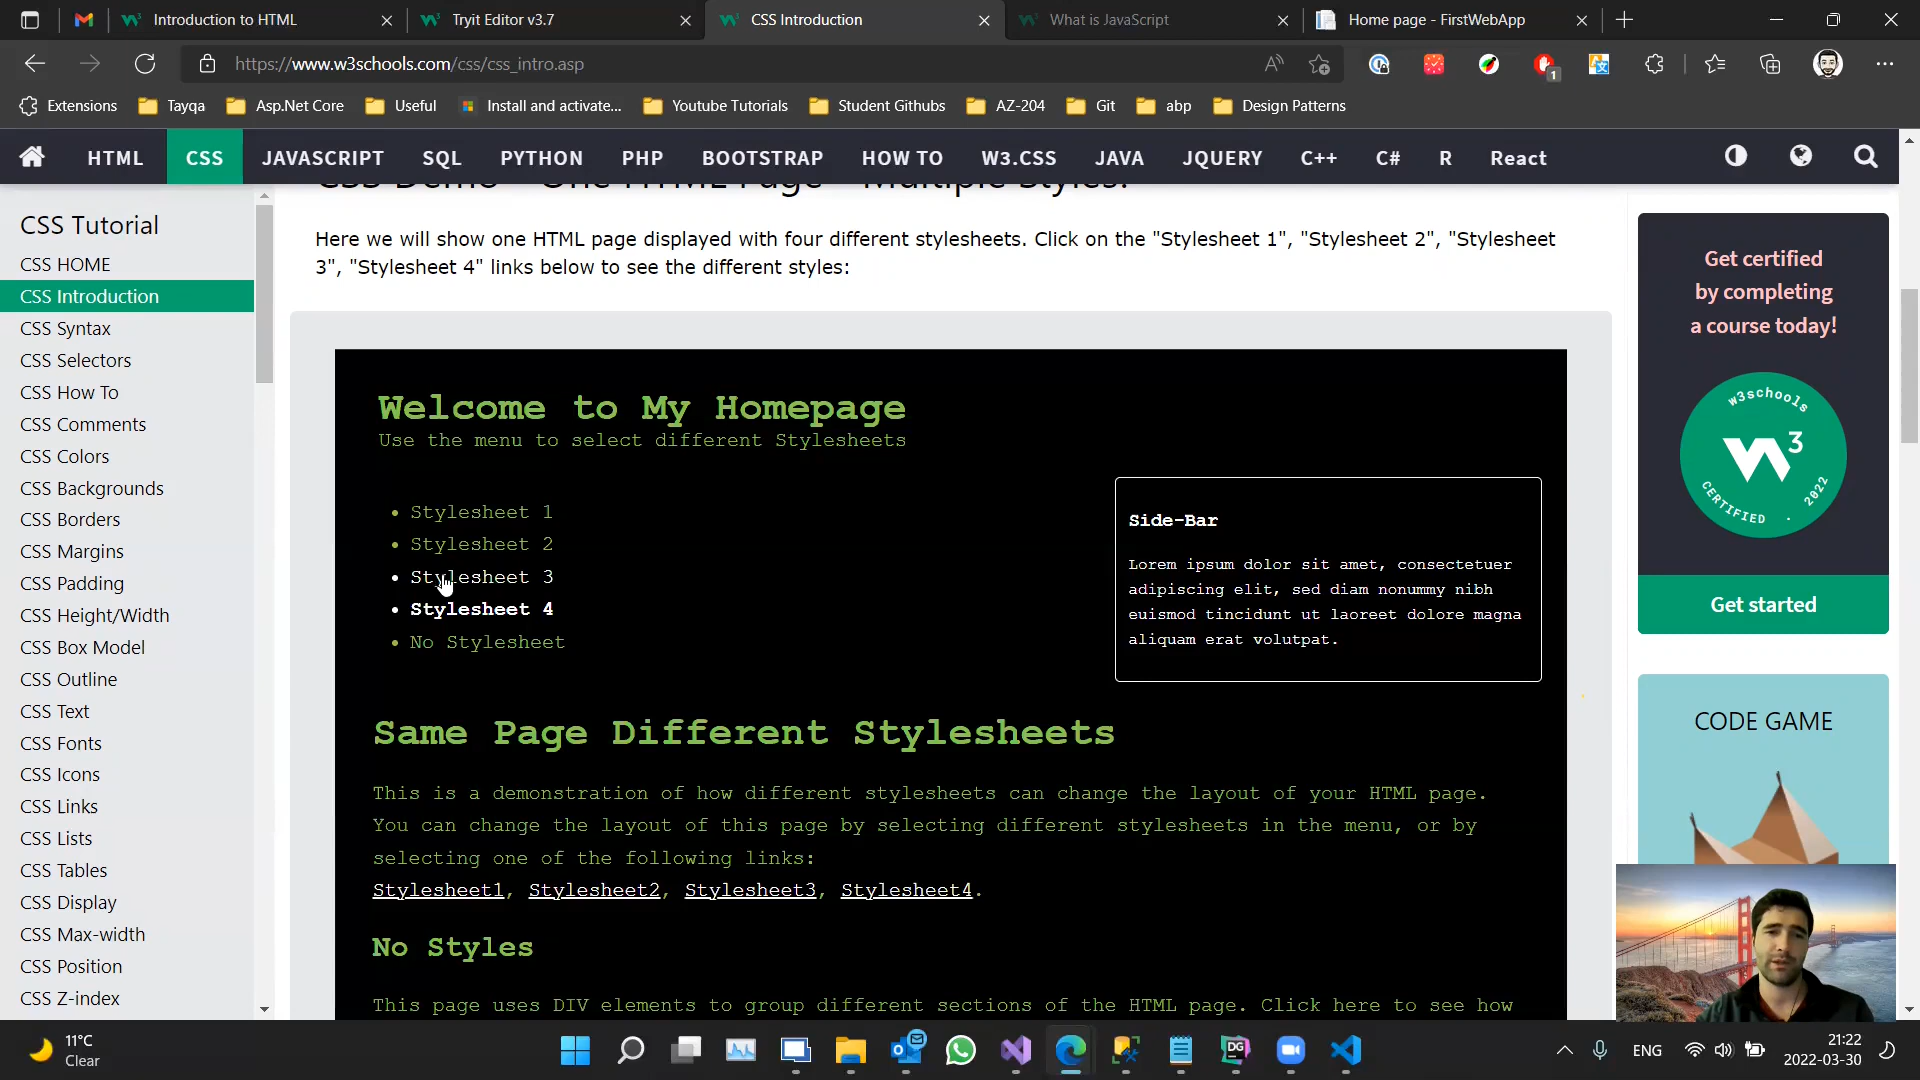 Introduction to HTML
Tryit Editor v3.7
CSS Introduction
What is JavaScript
Home page - FirstWebApp
https://www.w3schools.com/css/css_intro.asp
1
Extensions
Tayqa
Asp.Net Core
Useful
Install and activate...
Youtube Tutorials
Student Githubs
AZ-204
Git
abp
Design Patterns
HTML
CSS
JAVASCRIPT
SQL
PYTHON
PHP
BOOTSTRAP
HOW TO
W3.CSS
JAVA
JQUERY
C++
C#
R
React
CSS Tutorial
CSS HOME
CSS Introduction
CSS Syntax
CSS Selectors
CSS How To
CSS Comments
CSS Colors
CSS Backgrounds
CSS Borders
CSS Margins
CSS Padding
CSS Height/Width
CSS Box Model
CSS Outline
CSS Text
CSS Fonts
CSS Icons
CSS Links
CSS Lists
CSS Tables
CSS Display
CSS Max-width
CSS Position
CSS Z-index
CSS Demo - One HTML Page - Multiple Styles!
Here we will show one HTML page displayed with four different stylesheets. Click on the "Stylesheet 1", "Stylesheet 2", "Stylesheet
3", "Stylesheet 4" links below to see the different styles:
Welcome to My Homepage
Use the menu to select different Stylesheets
• Stylesheet 1
• Stylesheet 2
• Stylesheet 3
• Stylesheet 4
• No Stylesheet
Side-Bar
Lorem ipsum dolor sit amet, consectetuer
adipiscing elit, sed diam nonummy nibh
euismod tincidunt ut laoreet dolore magna
aliquam erat volutpat.
Same Page Different Stylesheets
This is a demonstration of how different stylesheets can change the layout of your HTML page.
You can change the layout of this page by selecting different stylesheets in the menu, or by
selecting one of the following links:
Stylesheet1, Stylesheet2, Stylesheet3, Stylesheet4.
No Styles
This page uses DIV elements to group different sections of the HTML page. Click here to see how
Get certified
by completing
a course today!
w3schools
W3
CERTIFIED . 2022
Get started
CODE GAME
11°C
Clear
DG
ENG
21:22
2022-03-30